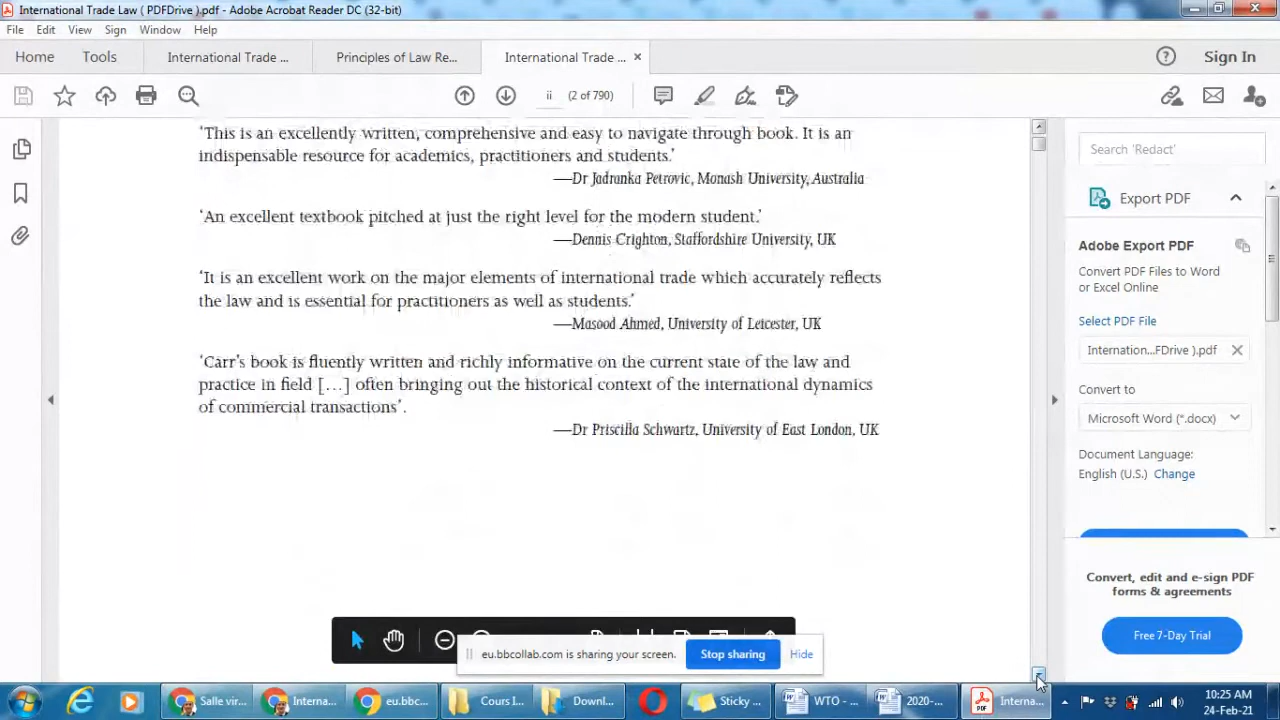 International Trade Law ( PDFDrive ).pdf - Adobe Acrobat Reader DC (32-bit)
File Edit View Sign Window Help
Home Tools International Trade ... Principles of Law Re... International Trade ... × Sign In
ii (2 of 790)
'This is an excellently written, comprehensive and easy to navigate through book. It is an
indispensable resource for academics, practitioners and students.'
—Dr Jadranka Petrovic, Monash University, Australia
'An excellent textbook pitched at just the right level for the modern student.'
—Dennis Crighton, Staffordshire University, UK
'It is an excellent work on the major elements of international trade which accurately reflects
the law and is essential for practitioners as well as students.'
—Masood Ahmed, University of Leicester, UK
'Carr's book is fluently written and richly informative on the current state of the law and
practice in field […] often bringing out the historical context of the international dynamics
of commercial transactions'.
—Dr Priscilla Schwartz, University of East London, UK
Search 'Redact'
Export PDF
Adobe Export PDF
Convert PDF Files to Word
or Excel Online
Select PDF File
Internation...FDrive ).pdf
Convert to
Microsoft Word (*.docx)
Document Language:
English (U.S.) Change
Convert, edit and e-sign PDF
forms & agreements
Free 7-Day Trial
eu.bbcollab.com is sharing your screen. Stop sharing Hide
Salle vir... Interna... eu.bbc... Cours I... Downl... Sticky ... WTO - ... 2020-... Interna...
10:25 AM
24-Feb-21